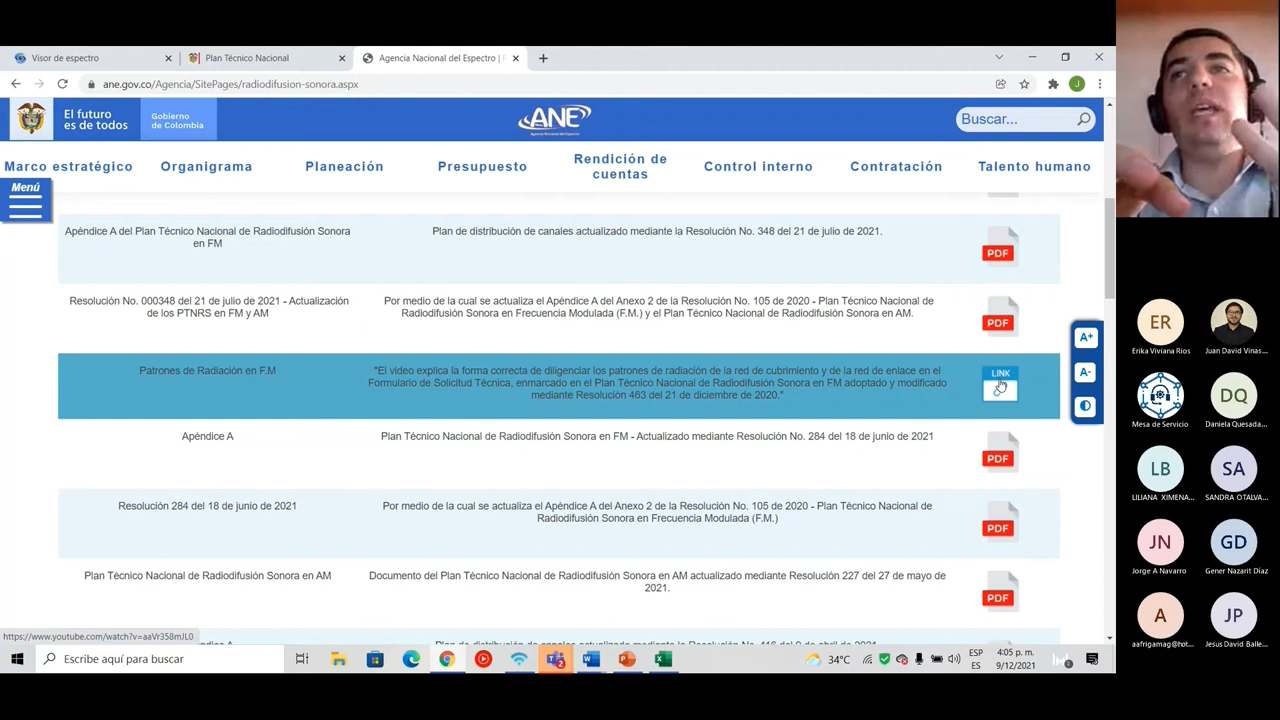 Visor de espectro
Plan Técnico Nacional
Agencia Nacional del Espectro |
ane.gov.co/Agencia/SitePages/radiodifusion-sonora.aspx
El futuro
es de todos
Gobierno
de Colombia
ANE
Buscar...
Marco estratégico
Organigrama
Planeación
Presupuesto
Rendición de
cuentas
Control interno
Contratación
Talento humano
Menú
Apéndice A del Plan Técnico Nacional de Radiodifusión Sonora
en FM
Plan de distribución de canales actualizado mediante la Resolución No. 348 del 21 de julio de 2021.
PDF
Resolución No. 000348 del 21 de julio de 2021 - Actualización
de los PTNRS en FM y AM
Por medio de la cual se actualiza el Apéndice A del Anexo 2 de la Resolución No. 105 de 2020 - Plan Técnico Nacional de
Radiodifusión Sonora en Frecuencia Modulada (F.M.) y el Plan Técnico Nacional de Radiodifusión Sonora en AM.
PDF
Patrones de Radiación en F.M
"El video explica la forma correcta de diligenciar los patrones de radiación de la red de cubrimiento y de la red de enlace en el
Formulario de Solicitud Técnica, enmarcado en el Plan Técnico Nacional de Radiodifusión Sonora en FM adoptado y modificado
mediante Resolución 463 del 21 de diciembre de 2020."
LINK
Apéndice A
Plan Técnico Nacional de Radiodifusión Sonora en FM - Actualizado mediante Resolución No. 284 del 18 de junio de 2021
PDF
Resolución 284 del 18 de junio de 2021
Por medio de la cual se actualiza el Apéndice A del Anexo 2 de la Resolución No. 105 de 2020 - Plan Técnico Nacional de
Radiodifusión Sonora en Frecuencia Modulada (F.M.)
PDF
Plan Técnico Nacional de Radiodifusión Sonora en AM
Documento del Plan Técnico Nacional de Radiodifusión Sonora en AM actualizado mediante Resolución 227 del 27 de mayo de
2021.
PDF
A+
A-
https://www.youtube.com/watch?v=aaVr358mJL0
Escribe aquí para buscar
34°C
ESP
ES
4:05 p. m.
9/12/2021
ER
Erika Viviana Rios
Juan David Vinas...
Mesa de Servicio
DQ
Daniela Quesada...
LB
LILIANA XIMENA...
SA
SANDRA OTALVA...
JN
Jorge A Navarro
GD
Gener Nazarit Díaz
A
aafrigamag@hot...
JP
Jesus David Balle...